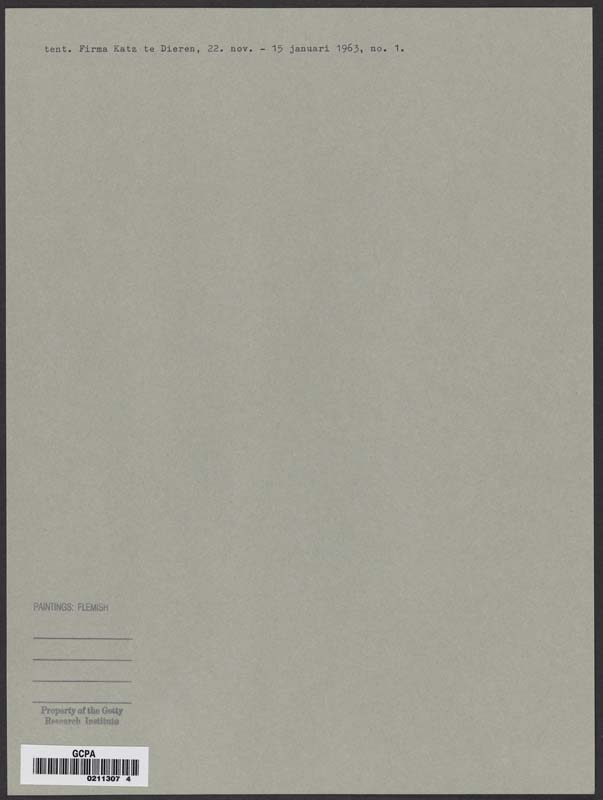 tent. Firma Katz te Dieren, 22. nov. - 15 januari 1963, no. 1.
PAINTINGS: FLEMISH
Property of the Getty
Research Institute
GCPA
0211307 4